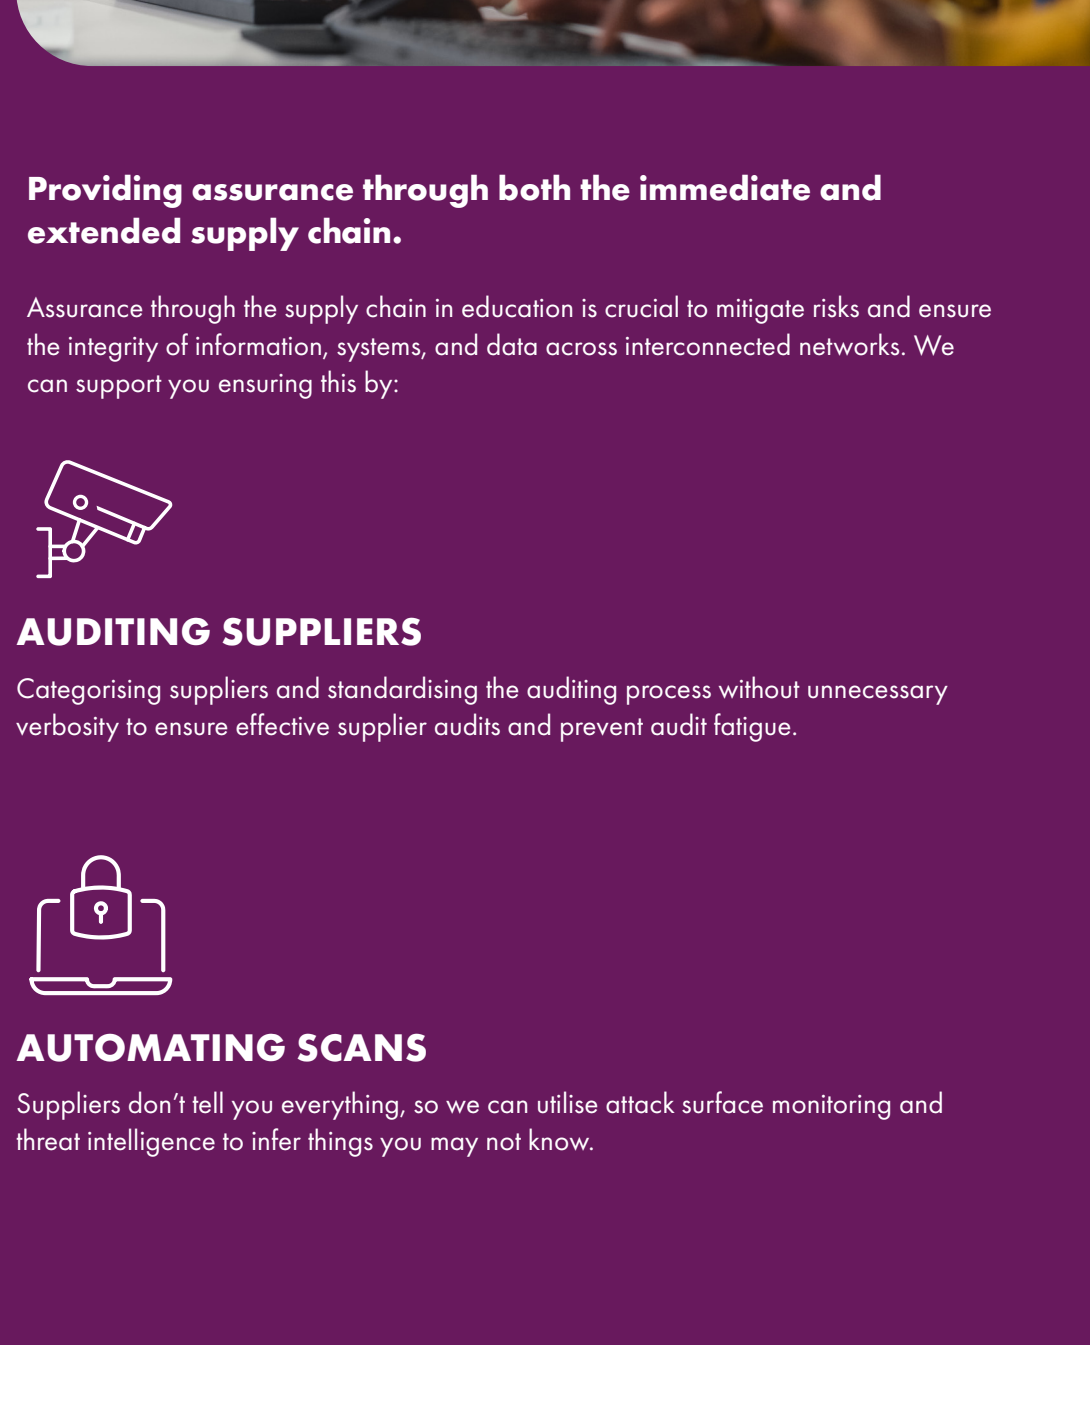 Providing assurance through both the immediate and
extended supply chain.
Assurance through the supply chain in education is crucial to mitigate risks and ensure
the integrity of information, systems, and data across interconnected networks. We
can support you ensuring this by:
AUDITING SUPPLIERS
Categorising suppliers and standardising the auditing process without unnecessary
verbosity to ensure effective supplier audits and prevent audit fatigue.
AUTOMATING SCANS
Suppliers don’t tell you everything, so we can utilise attack surface monitoring and
threat intelligence to infer things you may not know.